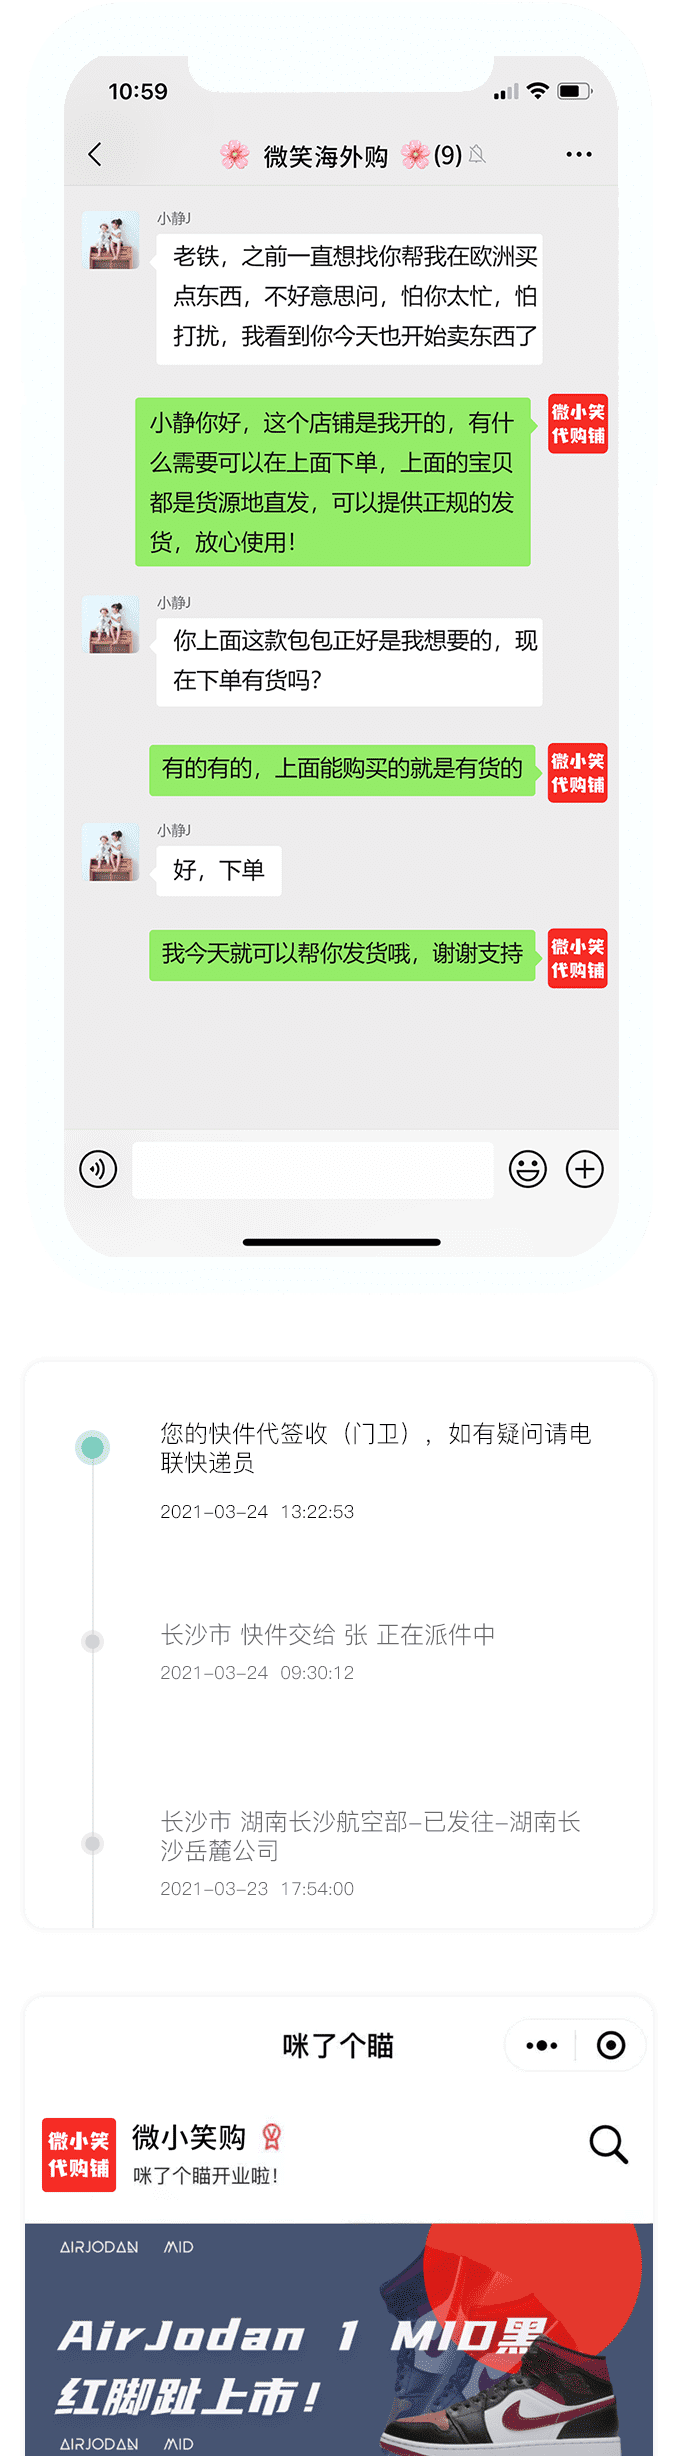 10:59
微笑海外购 (9)
小静J
老铁，之前一直想找你帮我在欧洲买
点东西，不好意思问，怕你太忙，怕
打扰，我看到你今天也开始卖东西了
小静你好，这个店铺是我开的，有什
么需要可以在上面下单，上面的宝贝
都是货源地直发，可以提供正规的发
货，放心使用！
微小笑
代购铺
小静J
你上面这款包包正好是我想要的，现
在下单有货吗？
有的有的，上面能购买的就是有货的
微小笑
代购铺
小静J
好，下单
我今天就可以帮你发货哦，谢谢支持
微小笑
代购铺
您的快件代签收（门卫），如有疑问请电
联快递员
2021-03-24 13:22:53
长沙市 快件交给 张 正在派件中
2021-03-24 09:30:12
长沙市 湖南长沙航空部-已发往-湖南长
沙岳麓公司
2021-03-23 17:54:00
咪了个瞄
微小笑
代购铺
微小笑购
咪了个瞄开业啦！
AIRJODAN MID
AirJodan 1 MID黑
红脚趾上市！
AIRJODAN MID